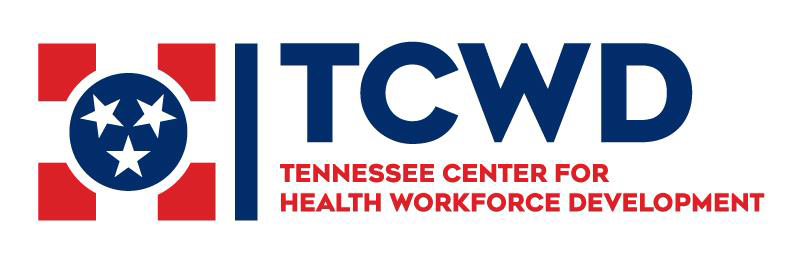 TCWD
TENNESSEE CENTER FOR
HEALTH WORKFORCE DEVELOPMENT